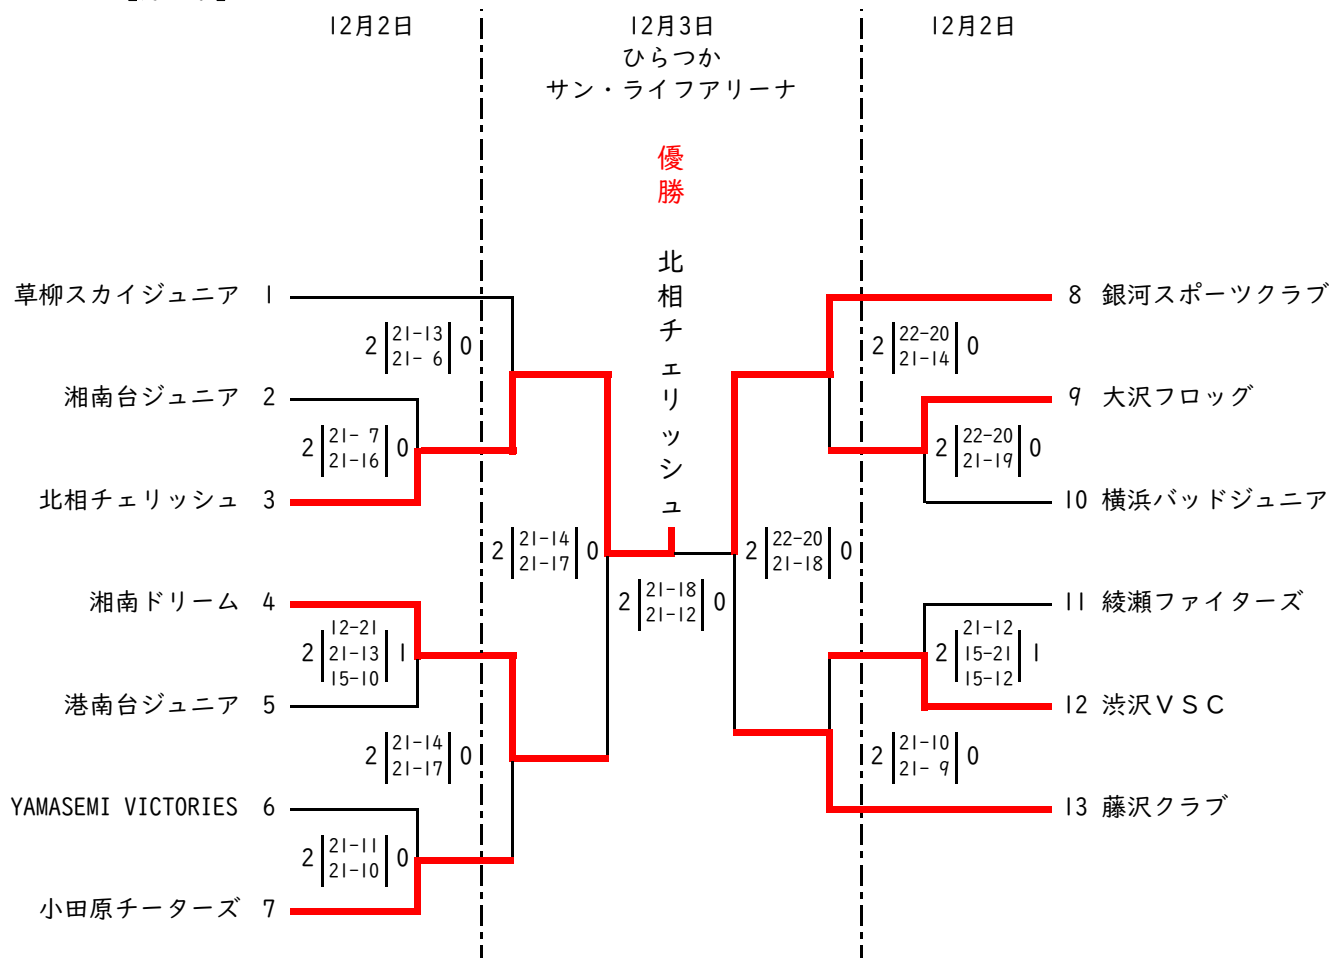 12月2日
12月3日
12月2日
ひらつか
サン・ライフアリーナ
優勝
北相チェリッシュ
草柳スカイジュニア 1
2 21-13 0
21- 6
湘南台ジュニア 2
2 21- 7 0
21-16
北相チェリッシュ 3
2 21-14 0
21-17
湘南ドリーム 4
2 12-21 1
21-13
15-10
港南台ジュニア 5
2 21-14 0
21-17
YAMASEMI VICTORIES 6
2 21-11 0
21-10
小田原チーターズ 7
2 21-18 0
21-12
8 銀河スポーツクラブ
2 22-20 0
21-14
9 大沢フロッグ
2 22-20 0
21-19
10 横浜バッドジュニア
2 22-20 0
21-18
11 綾瀬ファイターズ
2 21-12 1
15-21
15-12
12 渋沢ＶＳＣ
2 21-10 0
21- 9
13 藤沢クラブ